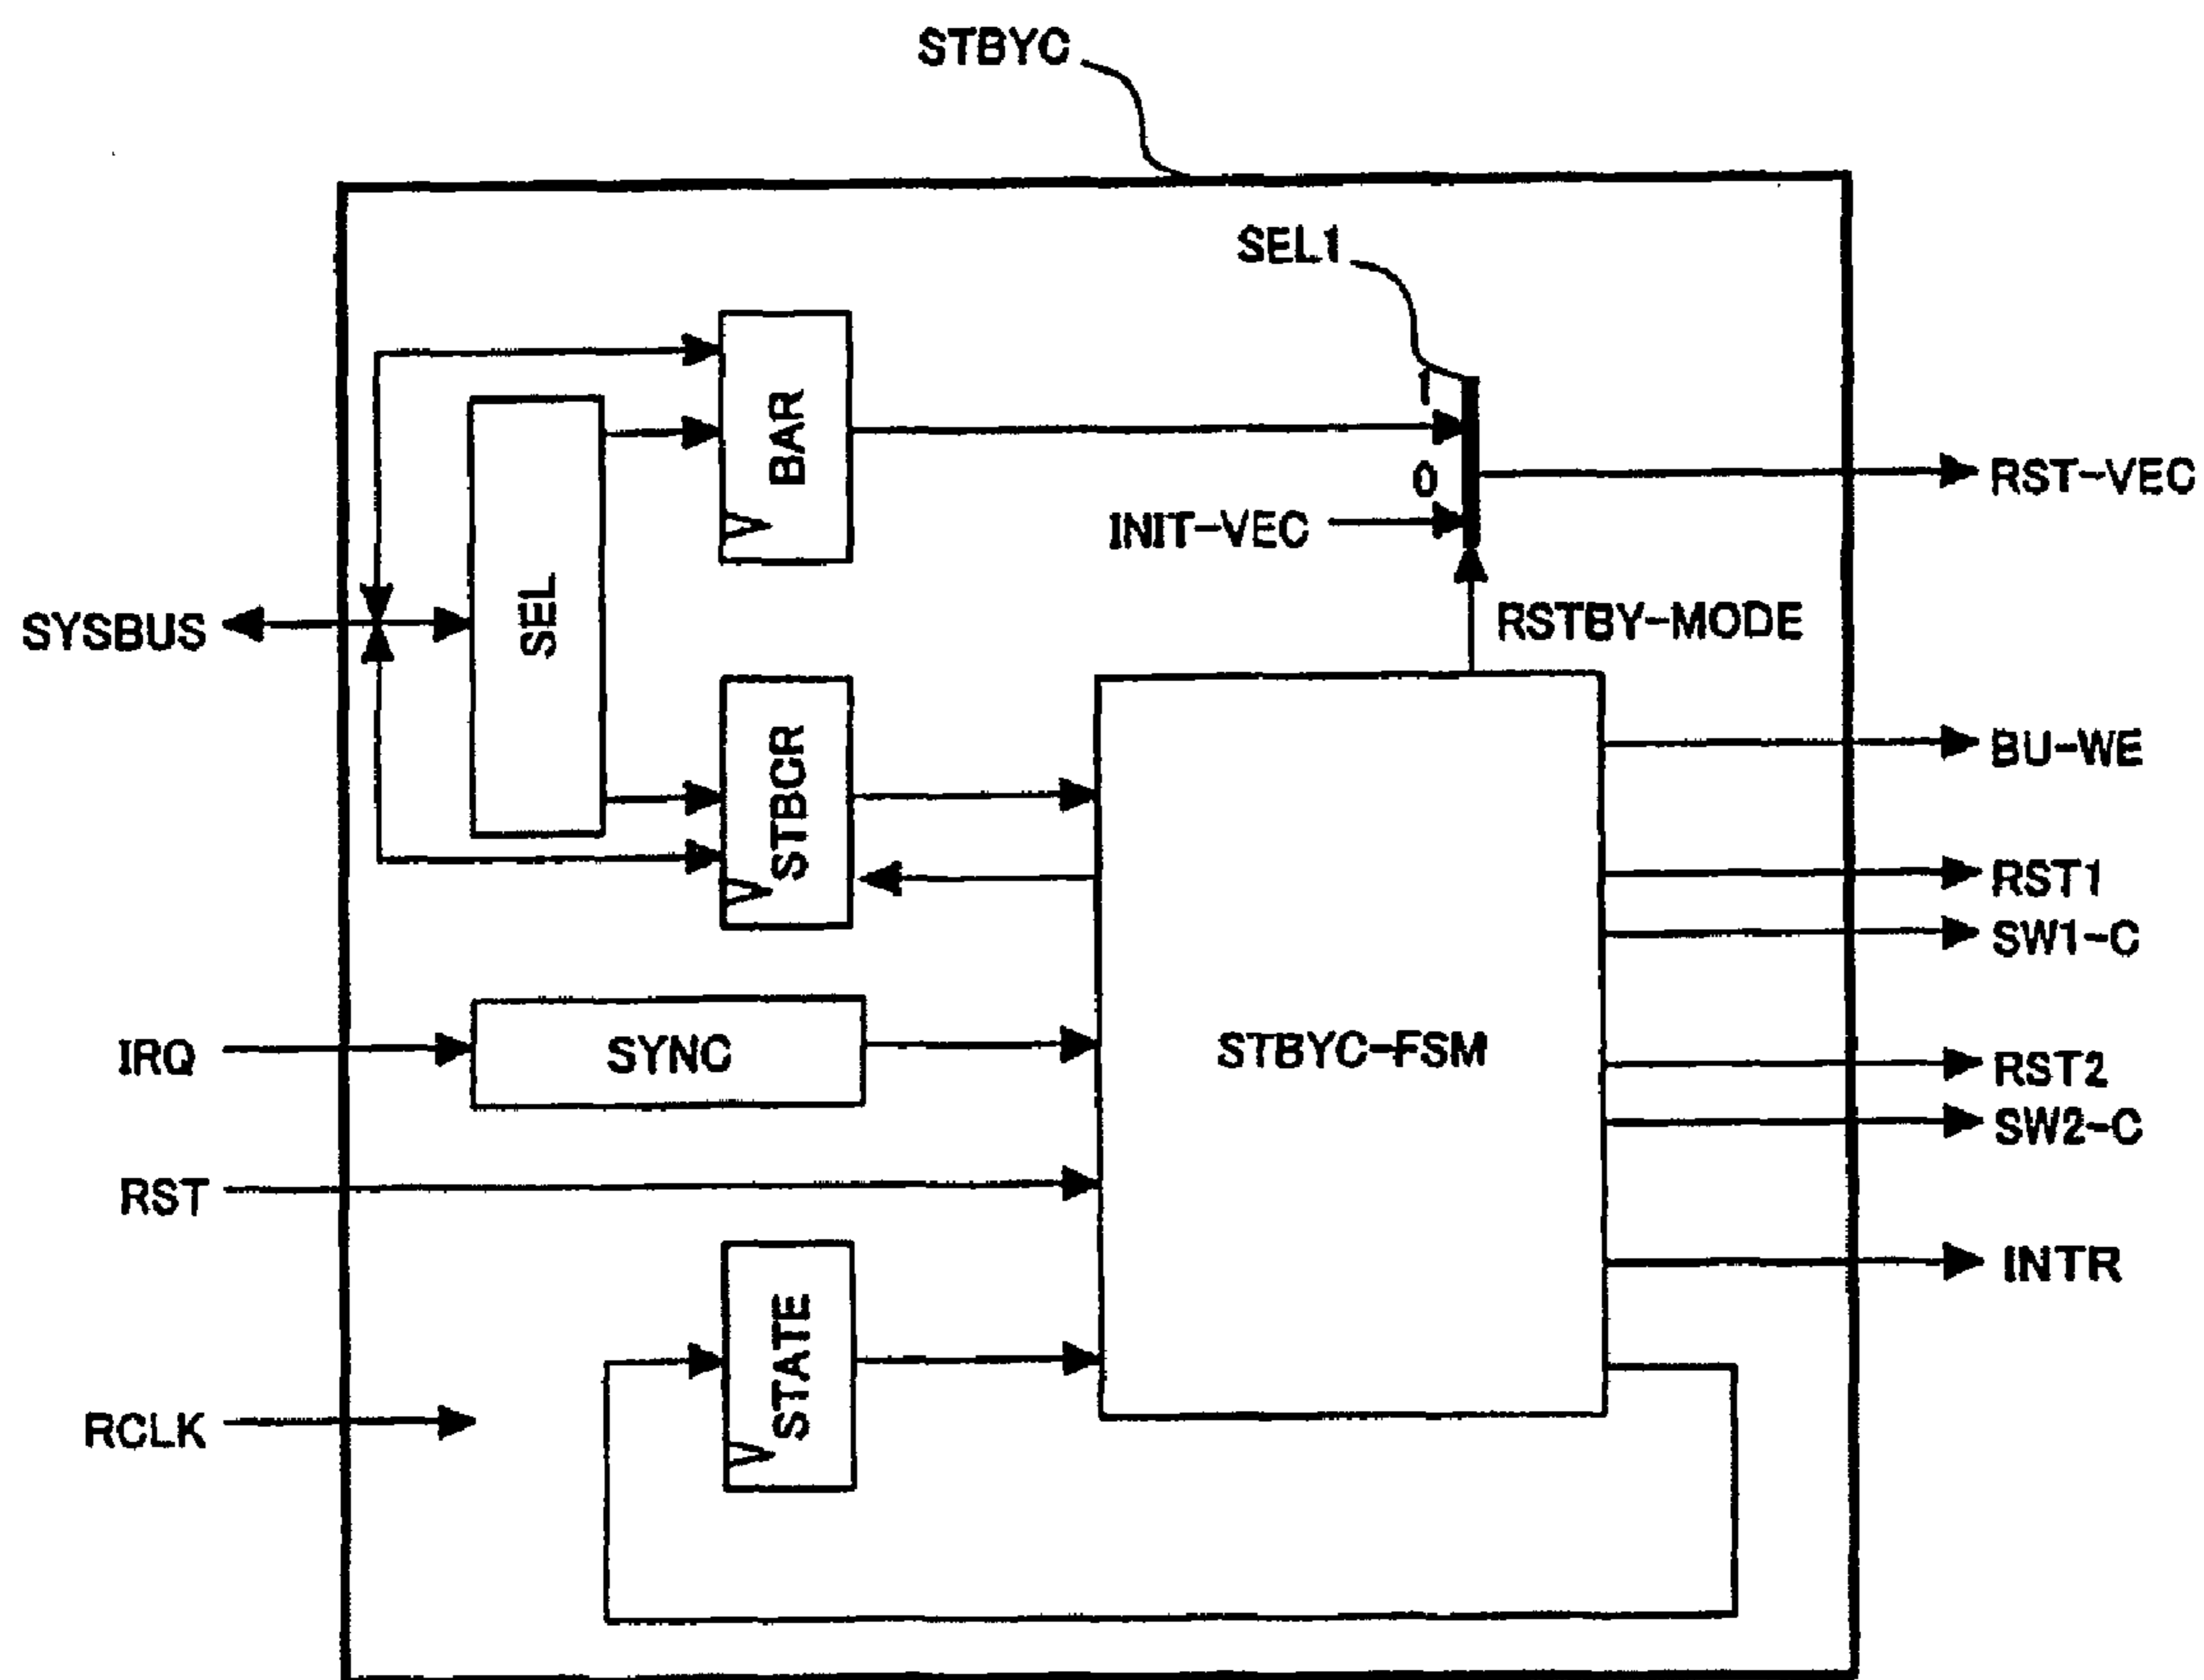 STBYC
SEL1
BAR
1
0
INIT-VEC
RST-VEC
SYSBUS
SEL
RSTBY-MODE
STBCR
BU-WE
RST1
SW1-C
IRQ
SYNC
STBYC-FSM
RST2
SW2-C
RST
INTR
STATE
RCLK